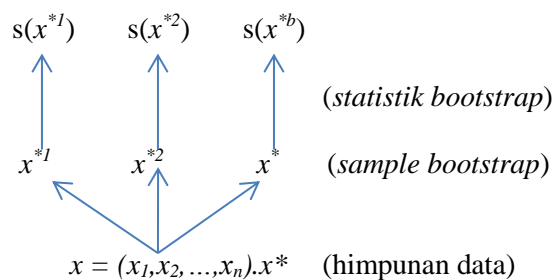 s(x*1) s(x*2) s(x*b)
(statistik bootstrap)
x*1 x*2 x* (sample bootstrap)
x = (x1,x2, ...,xn).x* (himpunan data)